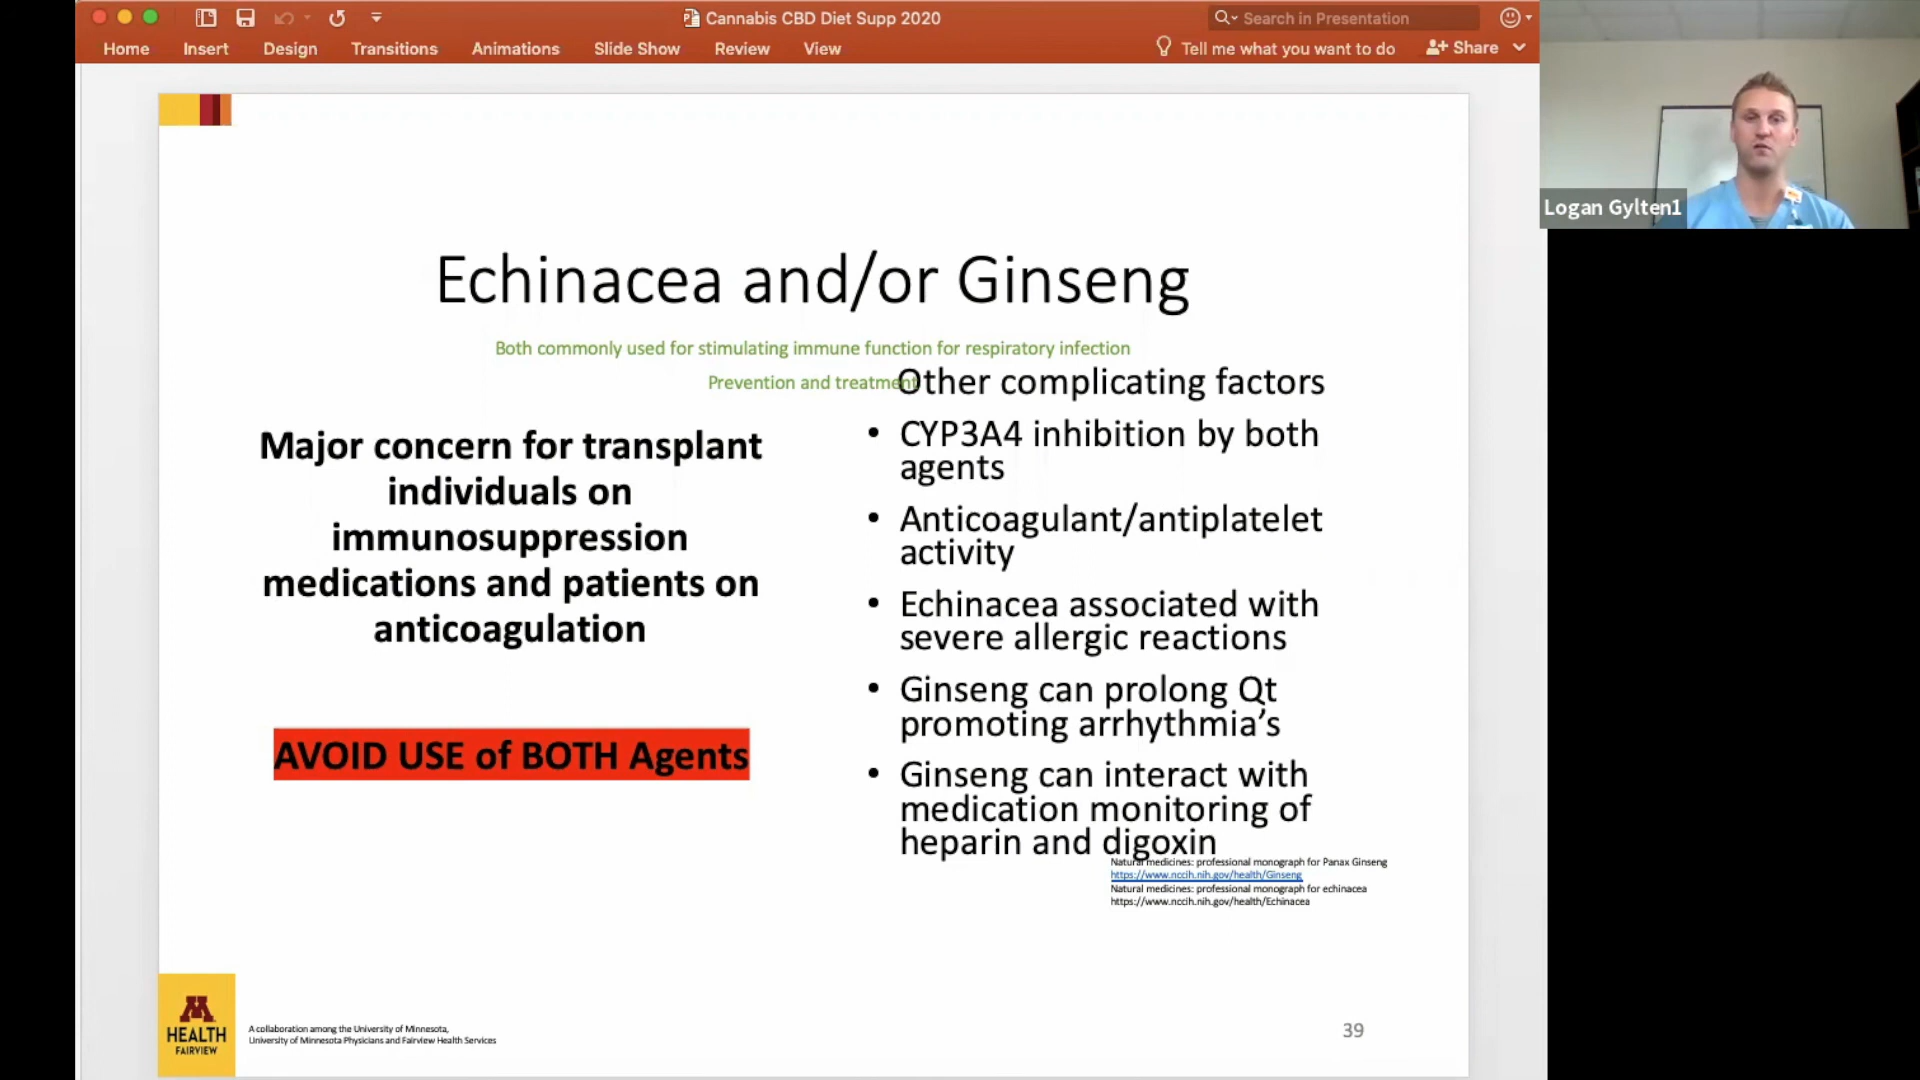 Cannabis CBD Diet Supp 2020
Search in Presentation
Home Insert Design Transitions Animations Slide Show Review View
Tell me what you want to do Share
Logan Gylten1
Echinacea and/or Ginseng
Both commonly used for stimulating immune function for respiratory infection
Prevention and treatment
Major concern for transplant
individuals on
immunosuppression
medications and patients on
anticoagulation
AVOID USE of BOTH Agents
Other complicating factors
• CYP3A4 inhibition by both
agents
• Anticoagulant/antiplatelet
activity
• Echinacea associated with
severe allergic reactions
• Ginseng can prolong Qt
promoting arrhythmia's
• Ginseng can interact with
medication monitoring of
heparin and digoxin
Natural medicines: professional monograph for Panax Ginseng
https://www.nccih.nih.gov/health/Ginseng
Natural medicines: professional monograph for echinacea
https://www.nccih.nih.gov/health/Echinacea
M
HEALTH
FAIRVIEW
A collaboration among the University of Minnesota,
University of Minnesota Physicians and Fairview Health Services
39